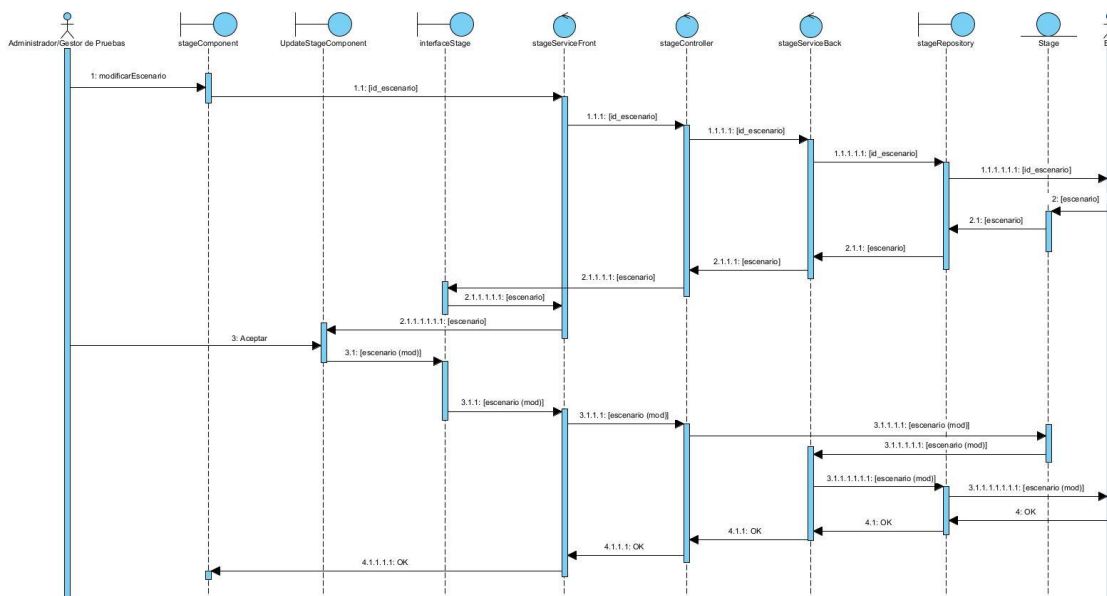 Administrador/Gestor de Pruebas
stageComponent
UpdateStageComponent
interfaceStage
stageServiceFront
stageController
stageServiceBack
stageRepository
Stage
1: modificarEscenario
1.1: [id_escenario]
1.1.1: [id_escenario]
1.1.1.1: [id_escenario]
1.1.1.1.1: [id_escenario]
1.1.1.1.1.1: [id_escenario]
2: [escenario]
2.1: [escenario]
2.1.1: [escenario]
2.1.1.1: [escenario]
2.1.1.1.1: [escenario]
2.1.1.1.1.1: [escenario]
2.1.1.1.1.1.1: [escenario]
3: Aceptar
3.1: [escenario (mod)]
3.1.1: [escenario (mod)]
3.1.1.1: [escenario (mod)]
3.1.1.1.1: [escenario (mod)]
3.1.1.1.1.1: [escenario (mod)]
3.1.1.1.1.1.1: [escenario (mod)]
3.1.1.1.1.1.1.1: [escenario (mod)]
4: OK
4.1: OK
4.1.1: OK
4.1.1.1: OK
4.1.1.1.1: OK